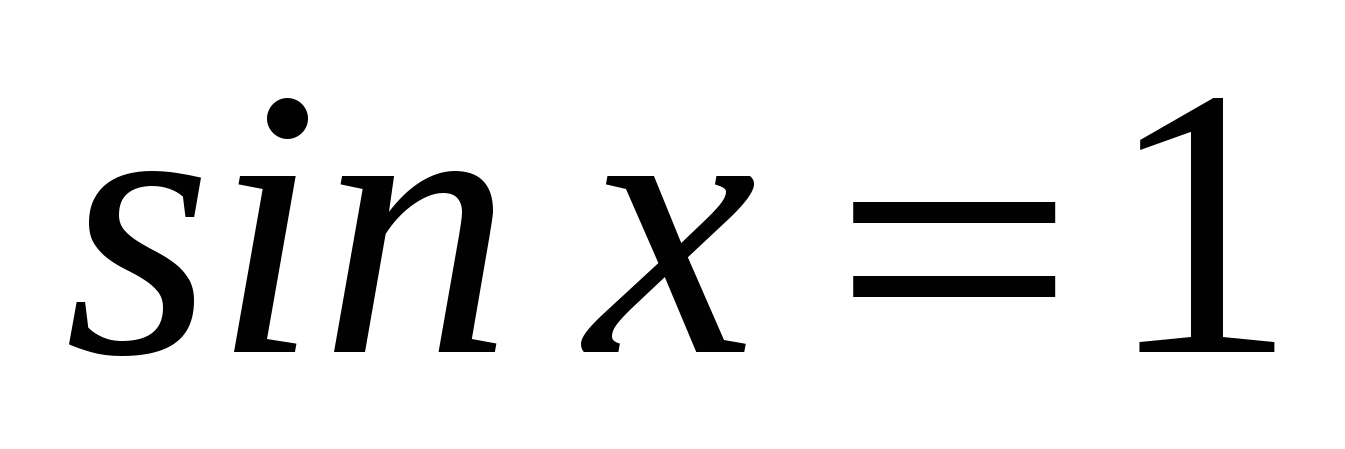 sin x = 1